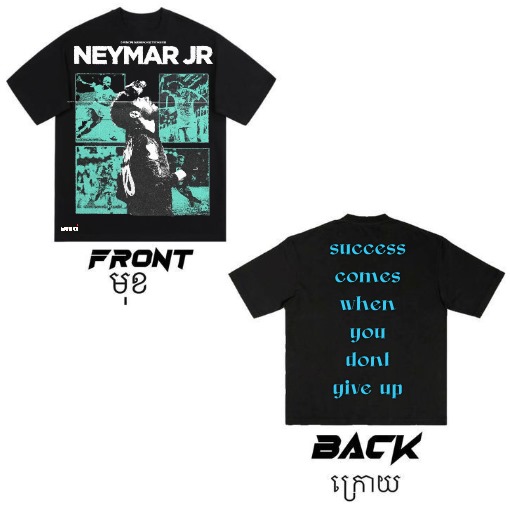 NEYMAR JR
FRONT
មុខ
success
comes
when
you
dont
give up
BACK
ក្រោយ